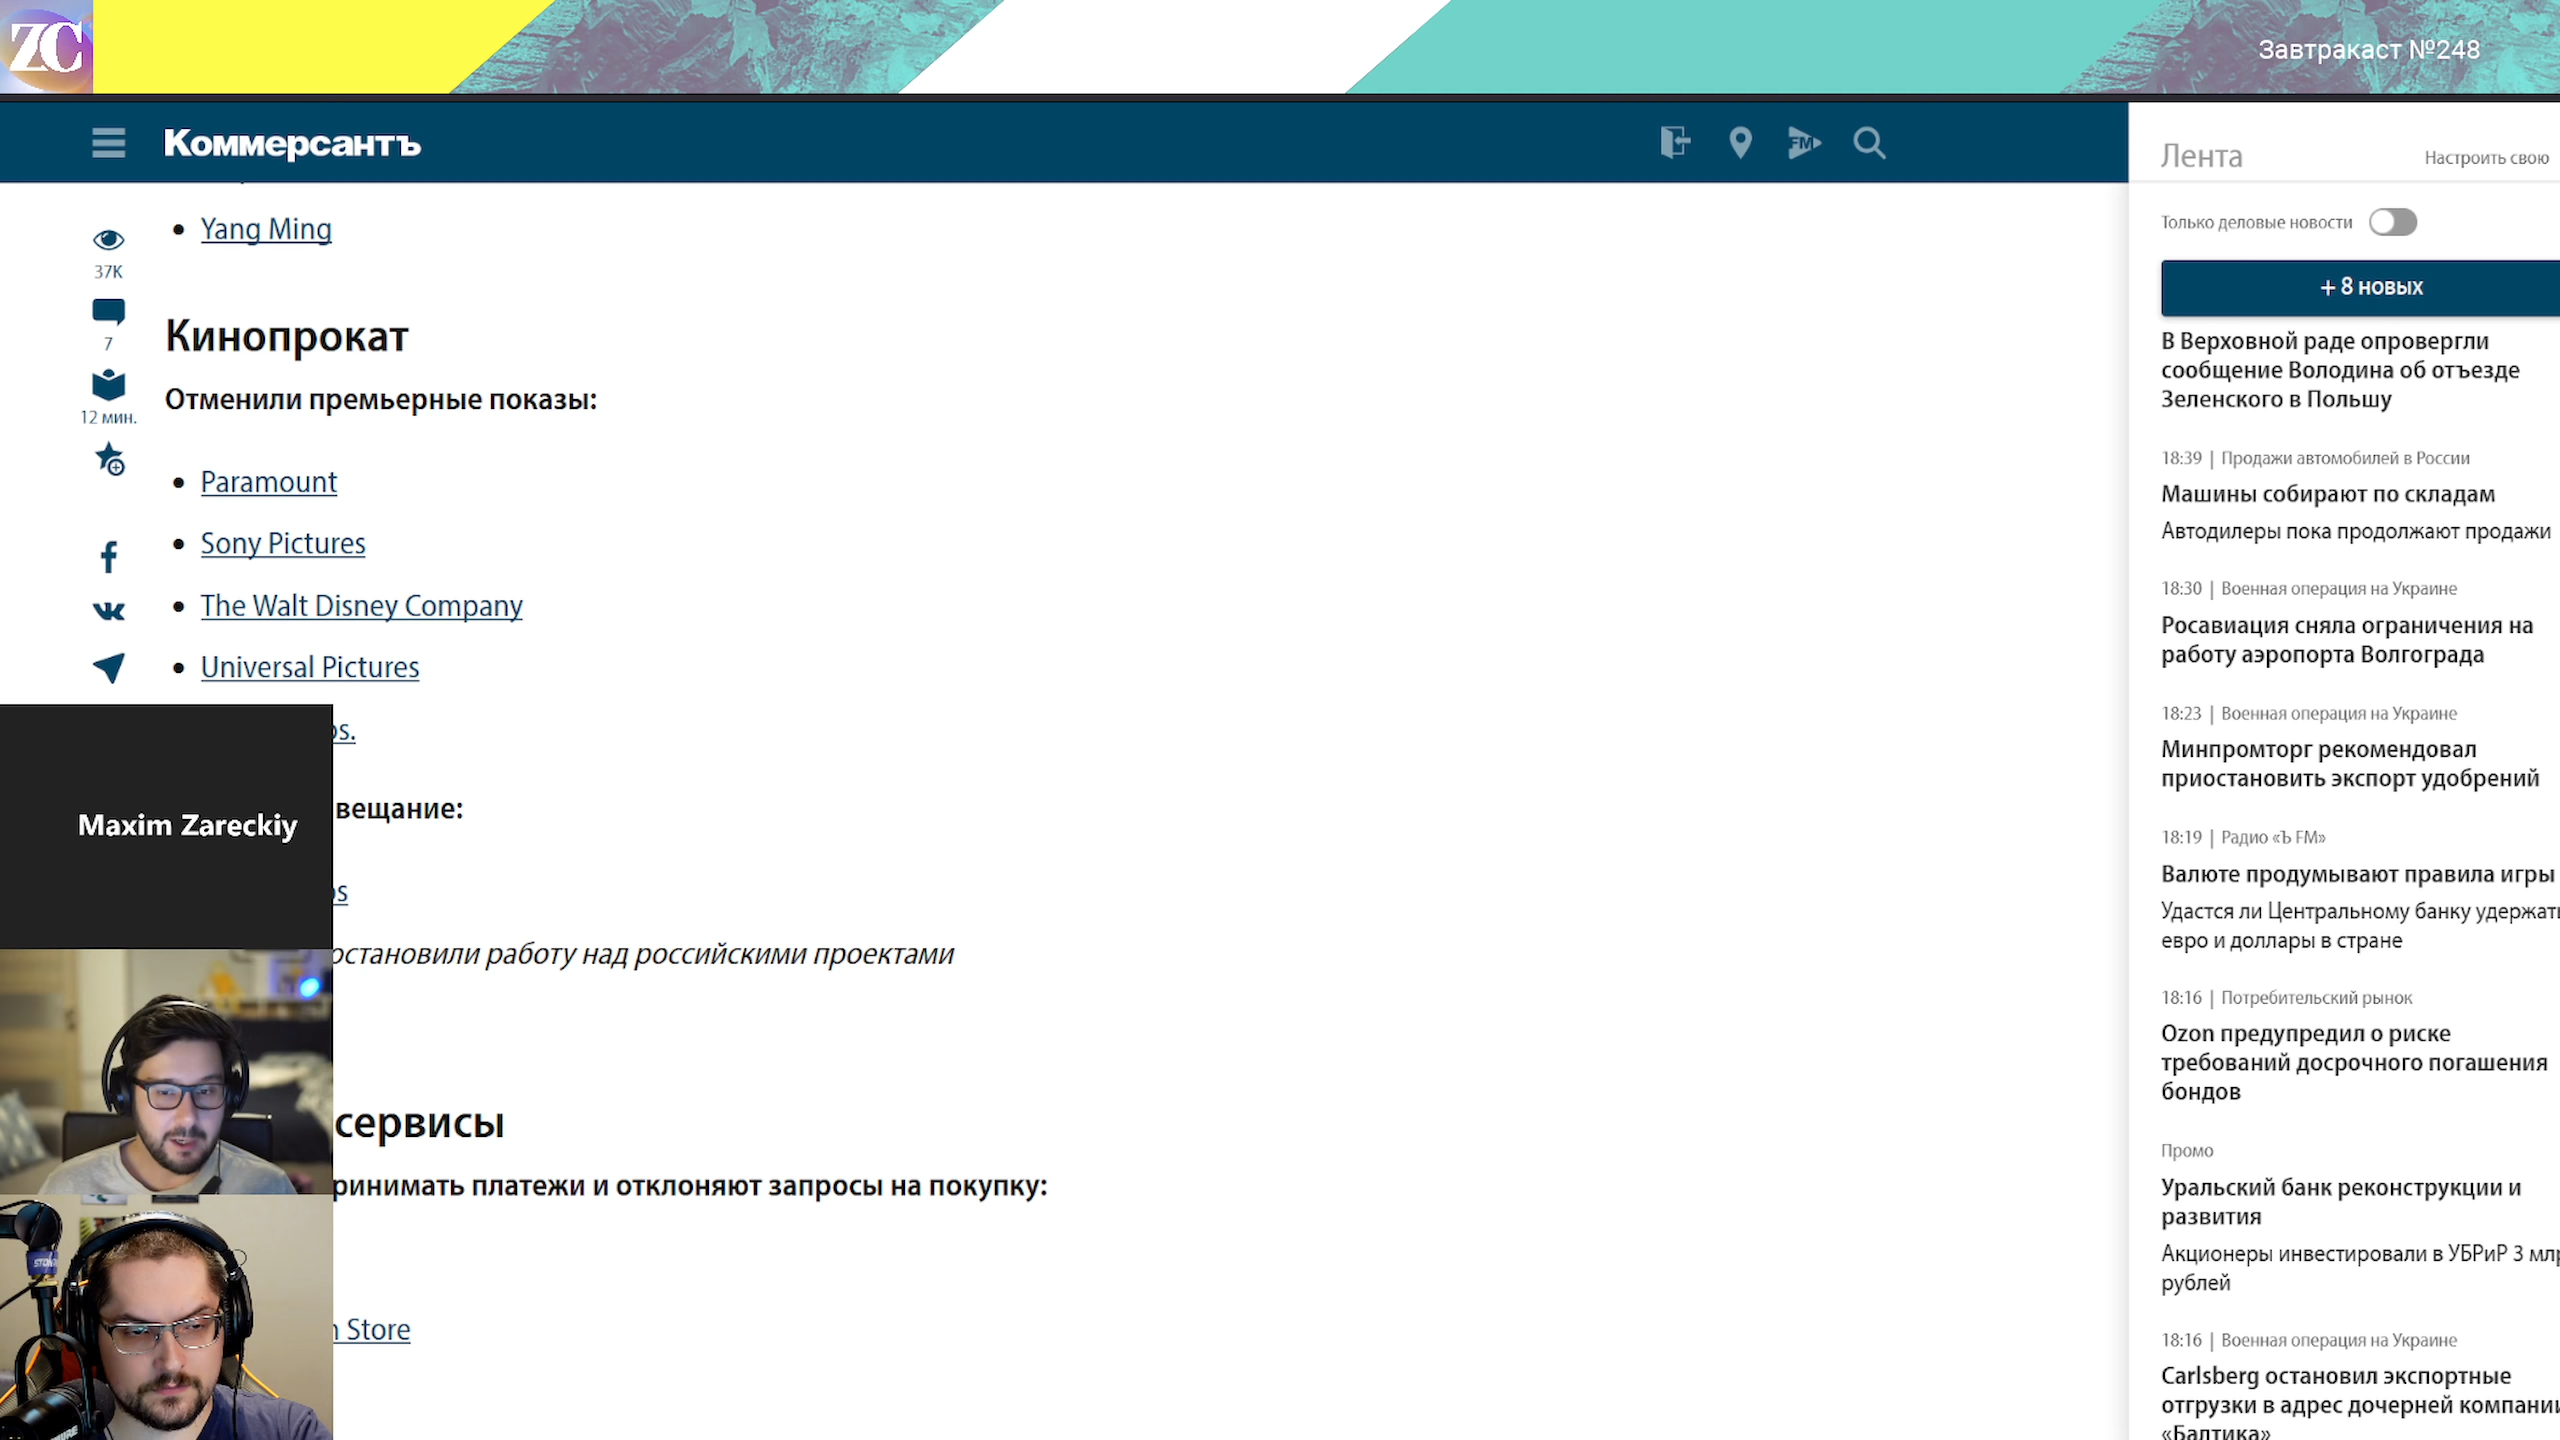 ZC
Завтракаст №248
Коммерсантъ
FM
Лента
Настроить свою
Yang Ming
37K
Кинопрокат
7
Отменили премьерные показы:
12 мин.
Paramount
Sony Pictures
The Walt Disney Company
Universal Pictures
os.
вещание:
Maxim Zareckiy
os
остановили работу над российскими проектами
сервисы
ринимать платежи и отклоняют запросы на покупку:
Store
Только деловые новости
+ 8 новых
В Верховной раде опровергли
сообщение Володина об отъезде
Зеленского в Польшу
18:39 | Продажи автомобилей в России
Машины собирают по складам
Автодилеры пока продолжают продажи
18:30 | Военная операция на Украине
Росавиация сняла ограничения на
работу аэропорта Волгограда
18:23 | Военная операция на Украине
Минпромторг рекомендовал
приостановить экспорт удобрений
18:19 | Радио «Ъ FM»
Валюте продумывают правила игры
Удастся ли Центральному банку удержать
евро и доллары в стране
18:16 | Потребительский рынок
Ozon предупредил о риске
требований досрочного погашения
бондов
Промо
Уральский банк реконструкции и
развития
Акционеры инвестировали в УБРиР 3 мл
рублей
18:16 | Военная операция на Украине
Carlsberg остановил экспортные
отгрузки в адрес дочерней компании
«Балтика»